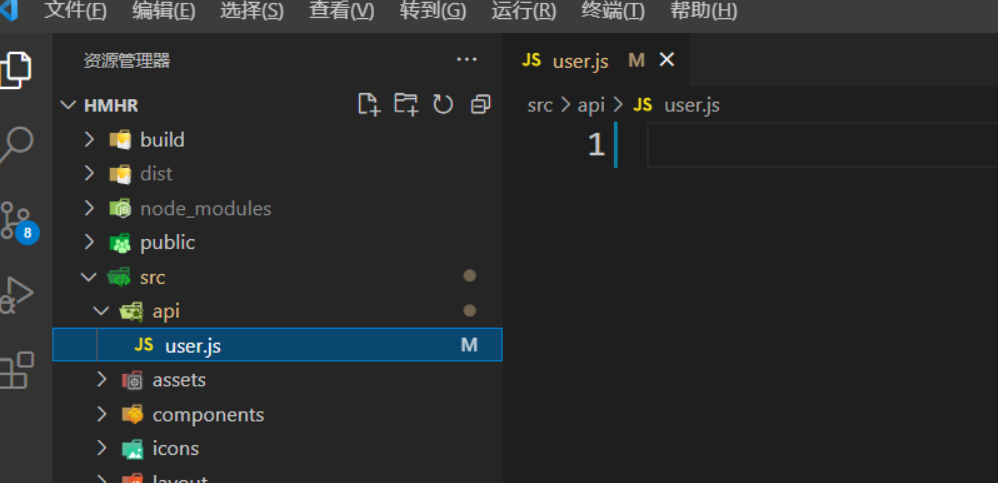 文件(F) 编辑(E) 选择(S) 查看(V) 转到(G) 运行(R) 终端(T) 帮助(H)
资源管理器 ···
HMHR
build
dist
node_modules
public
src
api
JS user.js M
assets
components
icons
layout
8
JS user.js M
src > api > JS user.js
1